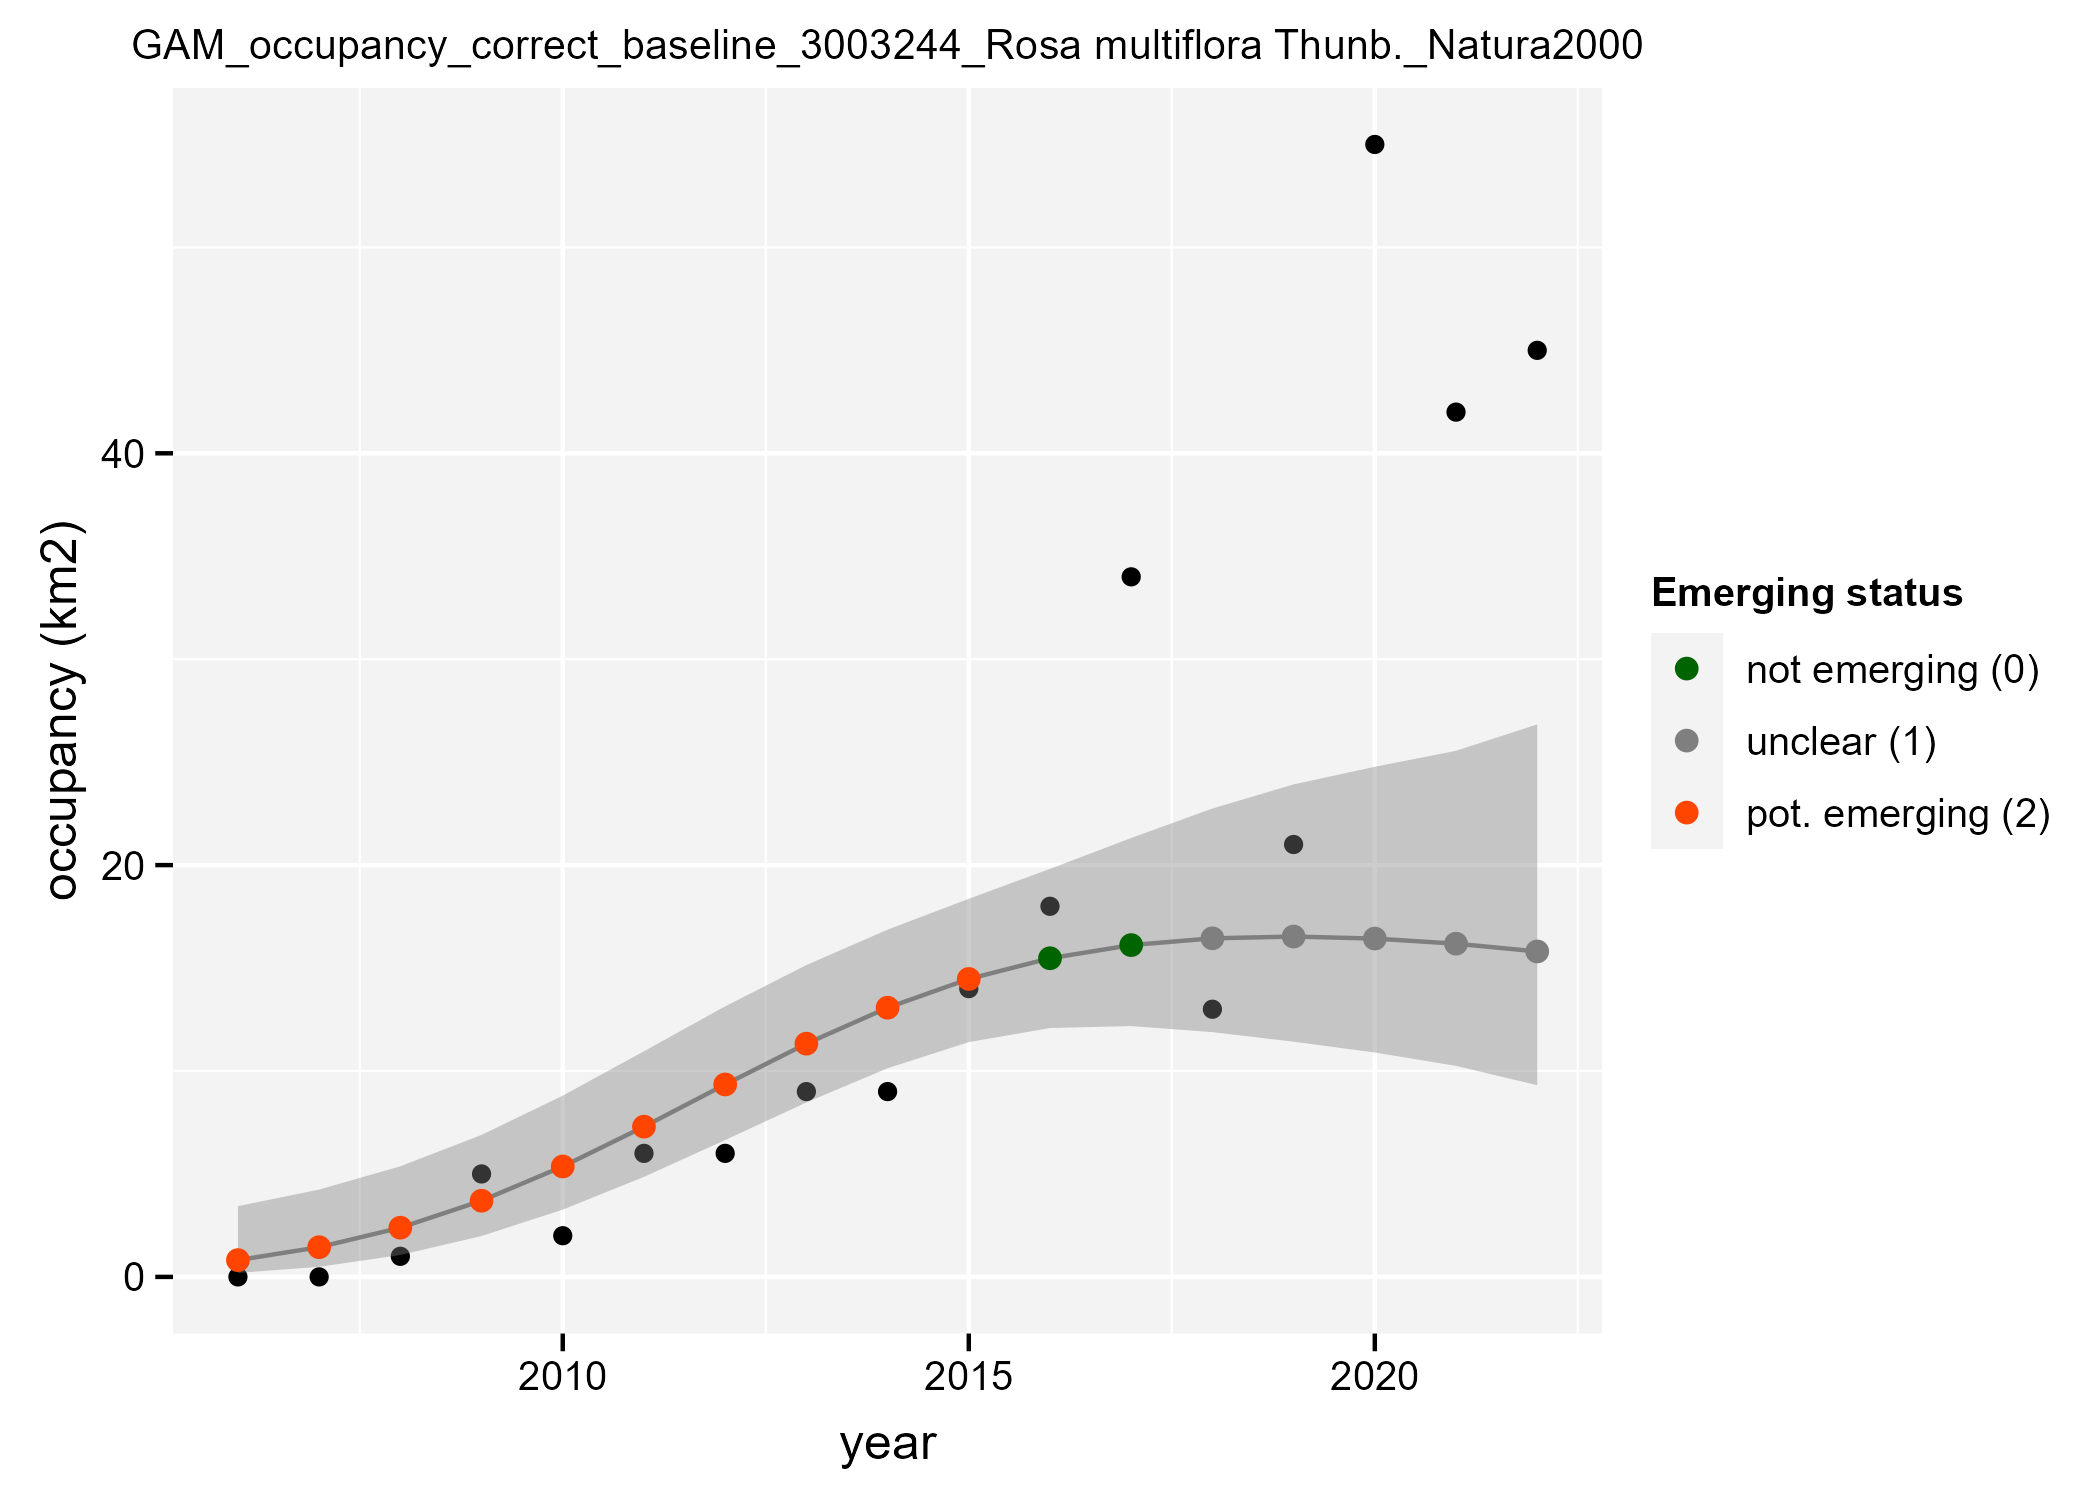 GAM_occupancy_correct_baseline_3003244_Rosa multiflora Thunb._Natura2000
occupancy (km2)
40
20
0
2010
2015
2020
year
Emerging status
not emerging (0)
unclear (1)
pot. emerging (2)